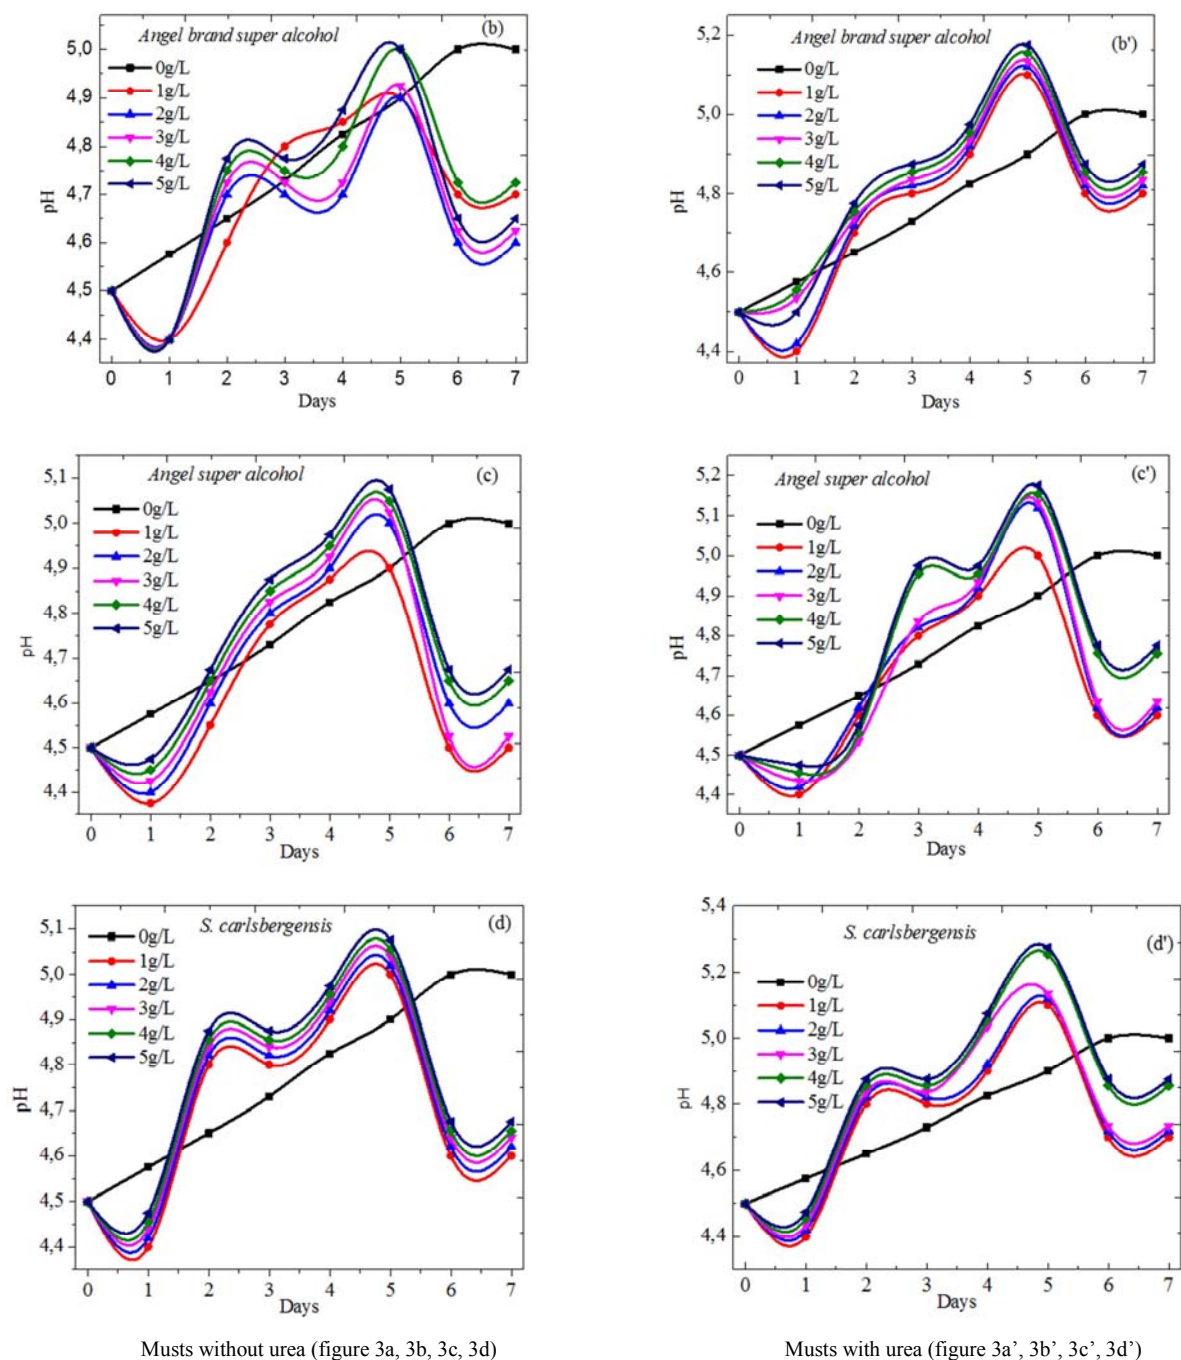 (b)
Angel brand super alcohol
0g/L
1g/L
2g/L
3g/L
4g/L
5g/L
5,0
4,9
4,8
4,7
4,6
4,5
4,4
pH
0 1 2 3 4 5 6 7
Days
(b')
Angel brand super alcohol
0g/L
1g/L
2g/L
3g/L
4g/L
5g/L
5,2
5,0
4,8
4,6
4,4
pH
0 1 2 3 4 5 6 7
Days
(c)
Angel super alcohol
0g/L
1g/L
2g/L
3g/L
4g/L
5g/L
5,1
5,0
4,9
4,8
4,7
4,6
4,5
4,4
pH
0 1 2 3 4 5 6 7
Days
(c')
Angel super alcohol
0g/L
1g/L
2g/L
3g/L
4g/L
5g/L
5,2
5,1
5,0
4,9
4,8
4,7
4,6
4,5
4,4
pH
0 1 2 3 4 5 6 7
Days
(d)
S. carlsbergensis
0g/L
1g/L
2g/L
3g/L
4g/L
5g/L
5,1
5,0
4,9
4,8
4,7
4,6
4,5
4,4
pH
0 1 2 3 4 5 6 7
Days
(d')
S. carlsbergensis
0g/L
1g/L
2g/L
3g/L
4g/L
5g/L
5,4
5,2
5,0
4,8
4,6
4,4
pH
0 1 2 3 4 5 6 7
Days
Musts without urea (figure 3a, 3b, 3c, 3d)
Musts with urea (figure 3a’, 3b’, 3c’, 3d’)